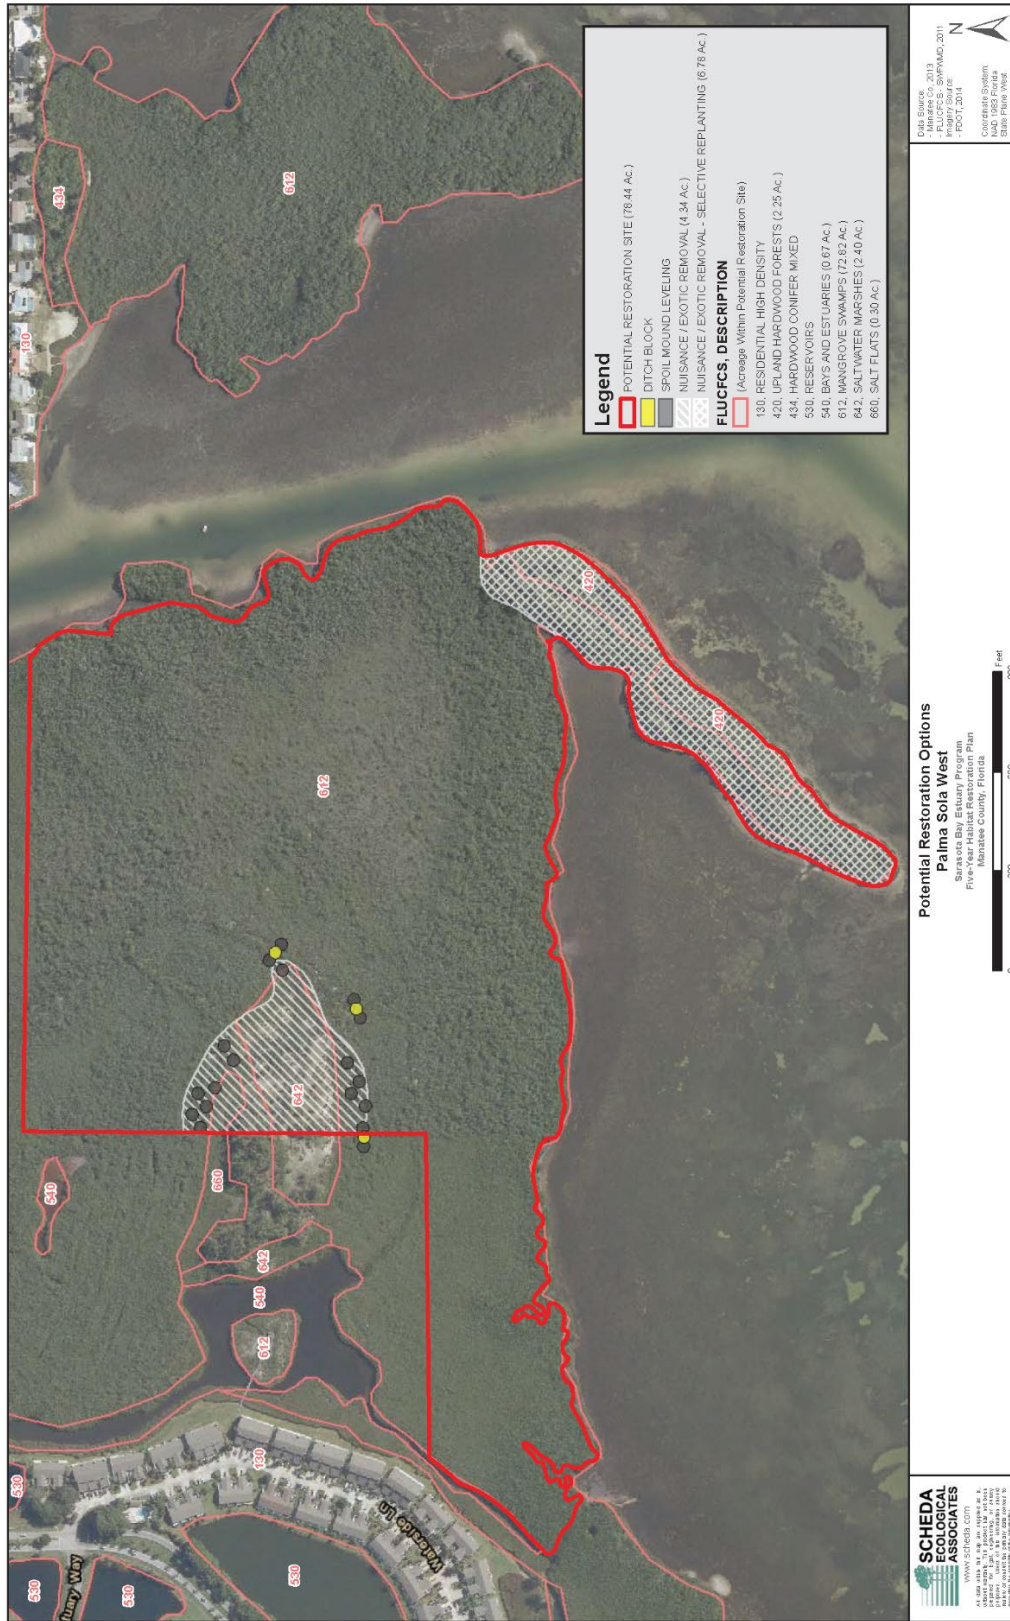 Legend
POTENTIAL RESTORATION SITE (78.44 Ac.)
DITCH BLOCK
SPOIL MOUND LEVELING
NUISANCE / EXOTIC REMOVAL (4.34 Ac.)
NUISANCE / EXOTIC REMOVAL - SELECTIVE REPLANTING (6.78 Ac.)
FLUCFCS, DESCRIPTION
(Acreage Within Potential Restoration Site)
130, RESIDENTIAL HIGH DENSITY
420, UPLAND HARDWOOD FORESTS (2.25 Ac.)
434, HARDWOOD CONIFER MIXED
530, RESERVOIRS
540, BAYS AND ESTUARIES (0.67 Ac.)
612, MANGROVE SWAMPS (72.82 Ac.)
642, SALTWATER MARSHES (2.40 Ac.)
660, SALT FLATS (0.30 Ac.)
530
530
530
530
tuary Way
Waterside Ln
130
612
540
642
660
540
642
612
420
420
130
434
612
SCHEDA
ECOLOGICAL
ASSOCIATES
www.scheda.com
Potential Restoration Options
Palma Sola West
Sarasota Bay Estuary Program
Five-Year Habitat Restoration Plan
Manatee County, Florida
Feet
Data Source:
- Manatee Co., 2013
- FLUCFCS - SWFWMD, 2011
Imagery Source:
- FDOT, 2014
Coordinate System:
NAD 1983 Florida
State Plane West
N